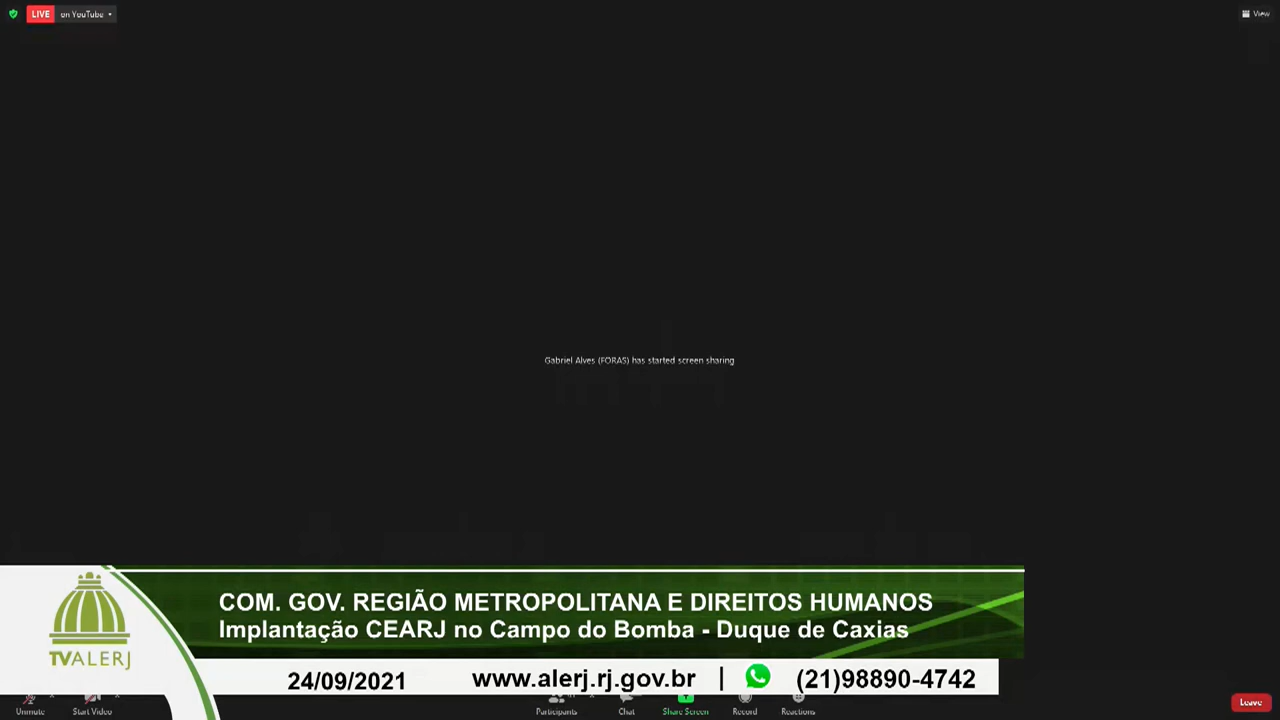 LIVE on YouTube
View
Gabriel Alves (FORAS) has started screen sharing
COM. GOV. REGIÃO METROPOLITANA E DIREITOS HUMANOS
Implantação CEARJ no Campo do Bomba - Duque de Caxias
TVALERJ
24/09/2021 www.alerj.rj.gov.br | (21)98890-4742
Unmute Start Video Participants Chat Share Screen Record Reactions Leave